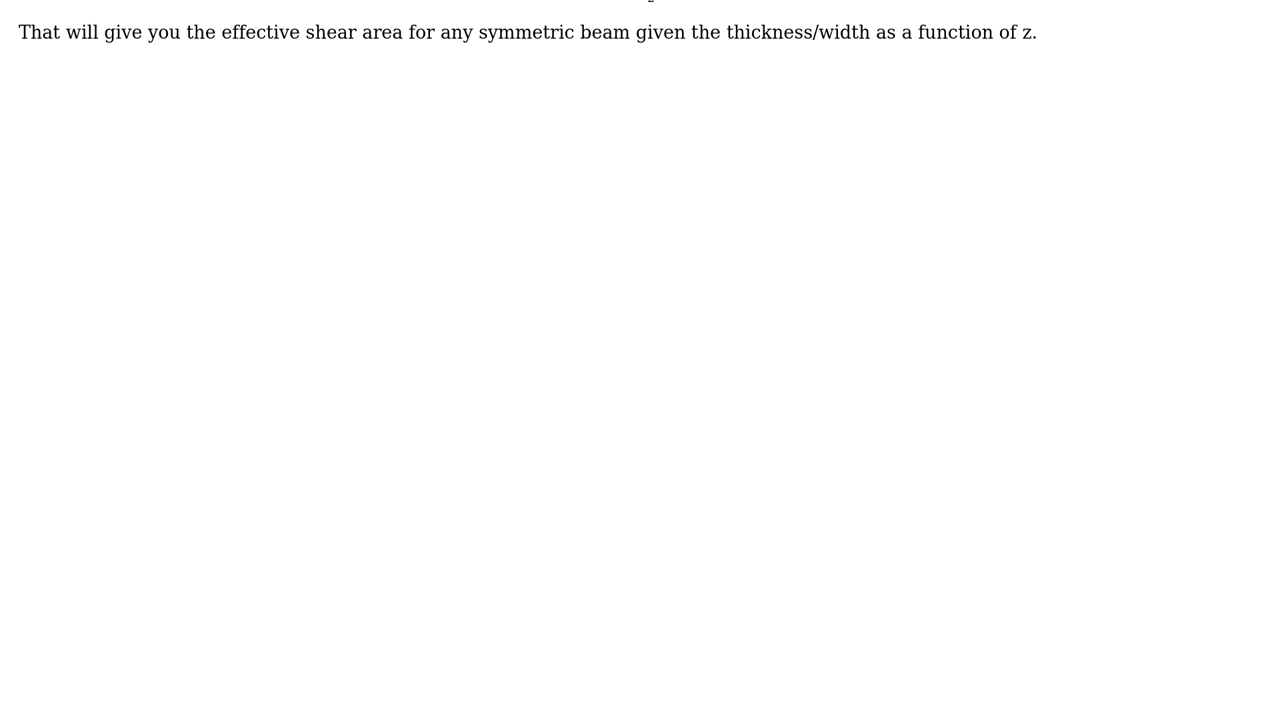 That will give you the effective shear area for any symmetric beam given the thickness/width as a function of z.